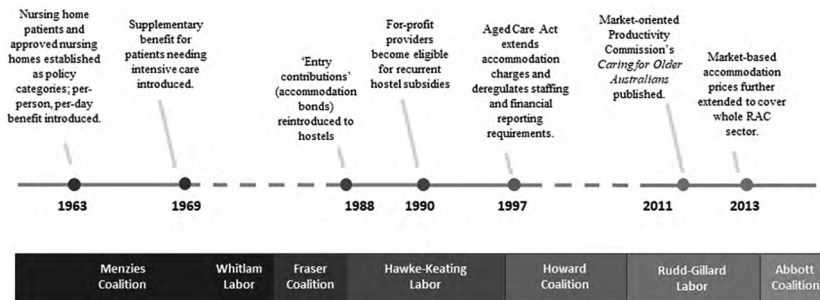 Nursing home
patients and
approved nursing
homes established
as policy
categories; per-
person, per-day
benefit introduced.
Supplementary
benefit for
patients needing
intensive care
introduced.
'Entry
contributions'
(accommodation
bonds)
reintroduced to
hostels
For-profit
providers
become eligible
for recurrent
hostel subsidies
Aged Care Act
extends
accommodation
charges and
deregulates staffing
and financial
reporting
requirements.
Market-oriented
Productivity
Commission's
Caring for Older
Australians
published.
Market-based
accommodation
prices further
extended to cover
whole RAC
sector.
1963
1969
1988
1990
1997
2011
2013
Menzies
Coalition
Whitlam
Labor
Fraser
Coalition
Hawke-Keating
Labor
Howard
Coalition
Rudd-Gillard
Labor
Abbott
Coalition